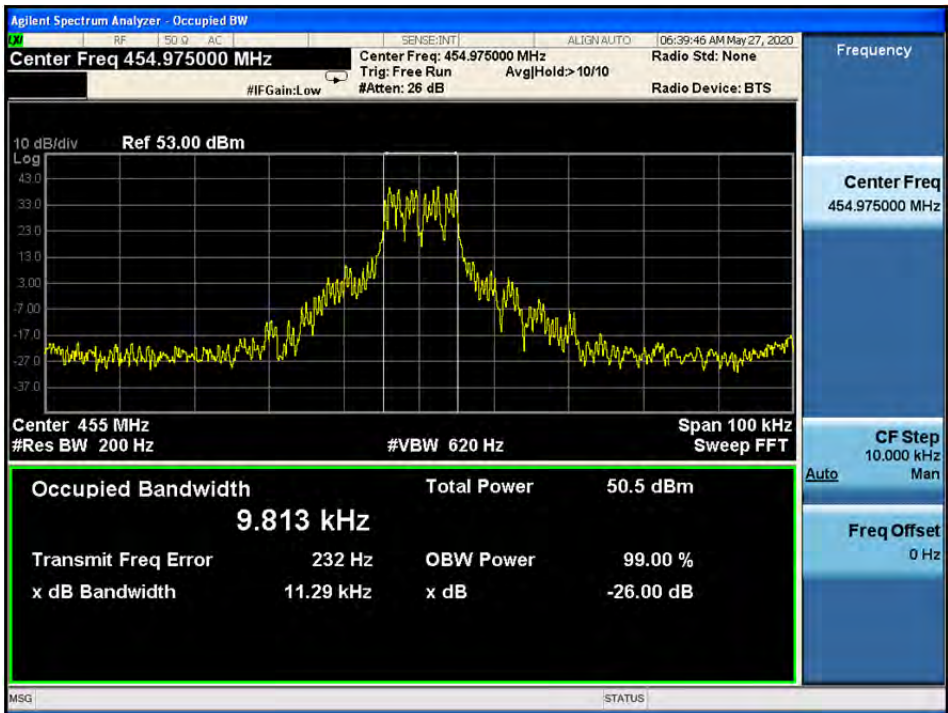 Agilent Spectrum Analyzer - Occupied BW
LXI RF 50 Ω AC SENSE:INT ALIGN AUTO 06:39:46 AM May 27, 2020
Center Freq 454.975000 MHz
Center Freq: 454.975000 MHz Radio Std: None
Trig: Free Run Avg|Hold:> 10/10
#IFGain:Low #Atten: 26 dB Radio Device: BTS
10 dB/div Ref 53.00 dBm
Log
43.0
33.0
23.0
13.0
3.00
-7.00
-17.0
-27.0
-37.0
Center 455 MHz Span 100 kHz
#Res BW 200 Hz #VBW 620 Hz Sweep FFT
Occupied Bandwidth Total Power 50.5 dBm
9.813 kHz
Transmit Freq Error 232 Hz OBW Power 99.00 %
x dB Bandwidth 11.29 kHz x dB -26.00 dB
MSG STATUS
Frequency
Center Freq
454.975000 MHz
CF Step
10.000 kHz
Auto Man
Freq Offset
0 Hz